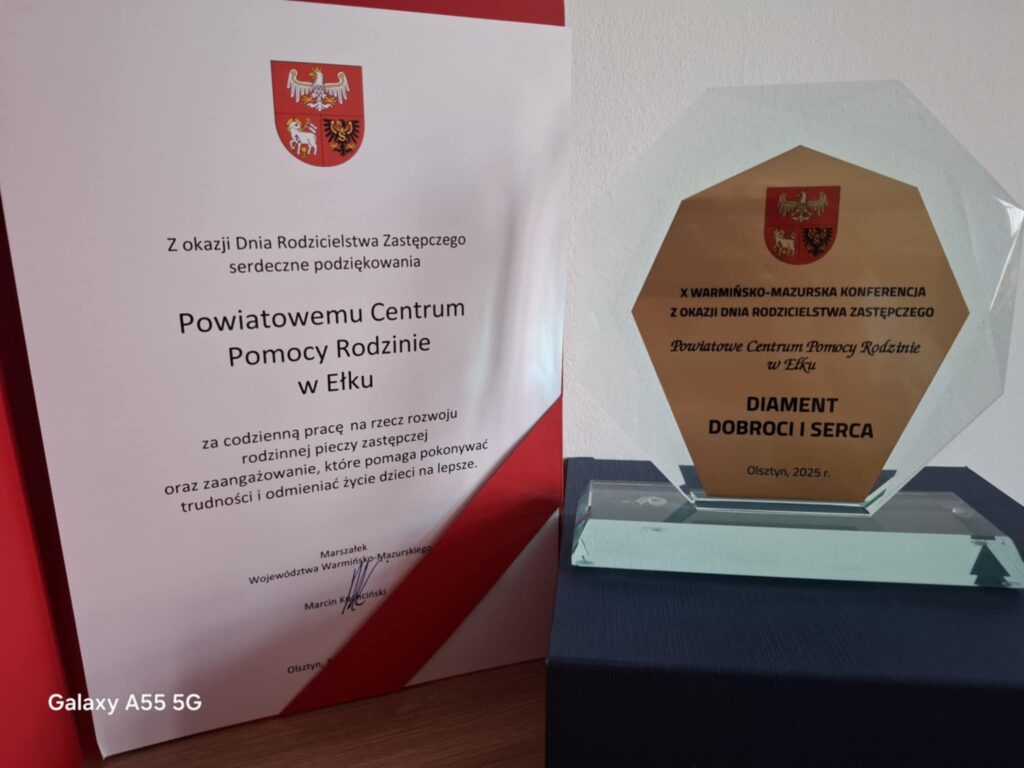 Z okazji Dnia Rodzicielstwa Zastępczego
serdeczne podziękowania
Powiatowemu Centrum
Pomocy Rodzinie
w Ełku
za codzienną pracę na rzecz rozwoju
rodzinnej pieczy zastępczej
oraz zaangażowanie, które pomaga pokonywać
trudności i odmieniać życie dzieci na lepsze.
Marszałek
Województwa Warmińsko-Mazurskiego
Marcin
Olsztyn,
X WARMIŃSKO-MAZURSKA KONFERENCJA
Z OKAZJI DNIA RODZICIELSTWA ZASTĘPCZEGO
Powiatowe Centrum Pomocy Rodzinie
w Ełku
DIAMENT
DOBROCI I SERCA
Olsztyn, 2025 r.
Galaxy A55 5G